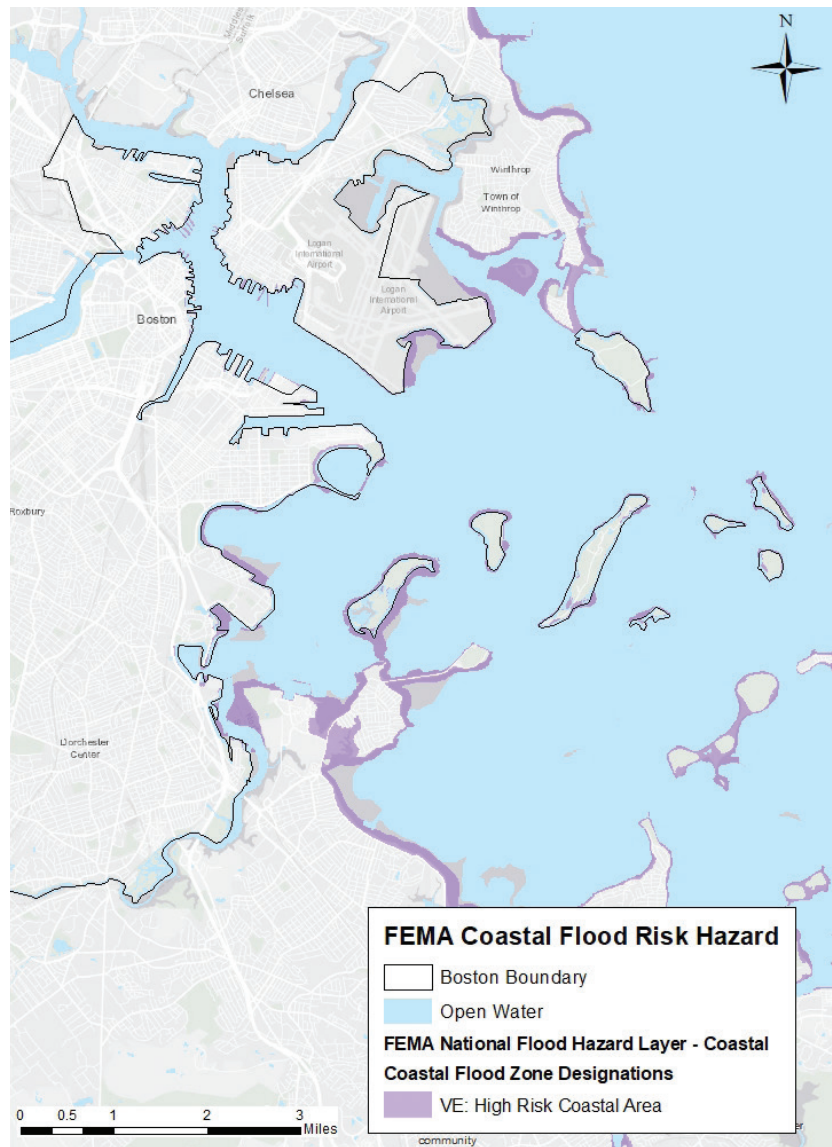 N
Middlesex
Suffolk
Chelsea
Winthrop
Town of
Winthrop
Logan
International
Airport
Logan
International
Airport
Boston
Roxbury
Dorchester
Center
FEMA Coastal Flood Risk Hazard
Boston Boundary
Open Water
FEMA National Flood Hazard Layer - Coastal
Coastal Flood Zone Designations
VE: High Risk Coastal Area
0 0.5 1 2 3
Miles
community